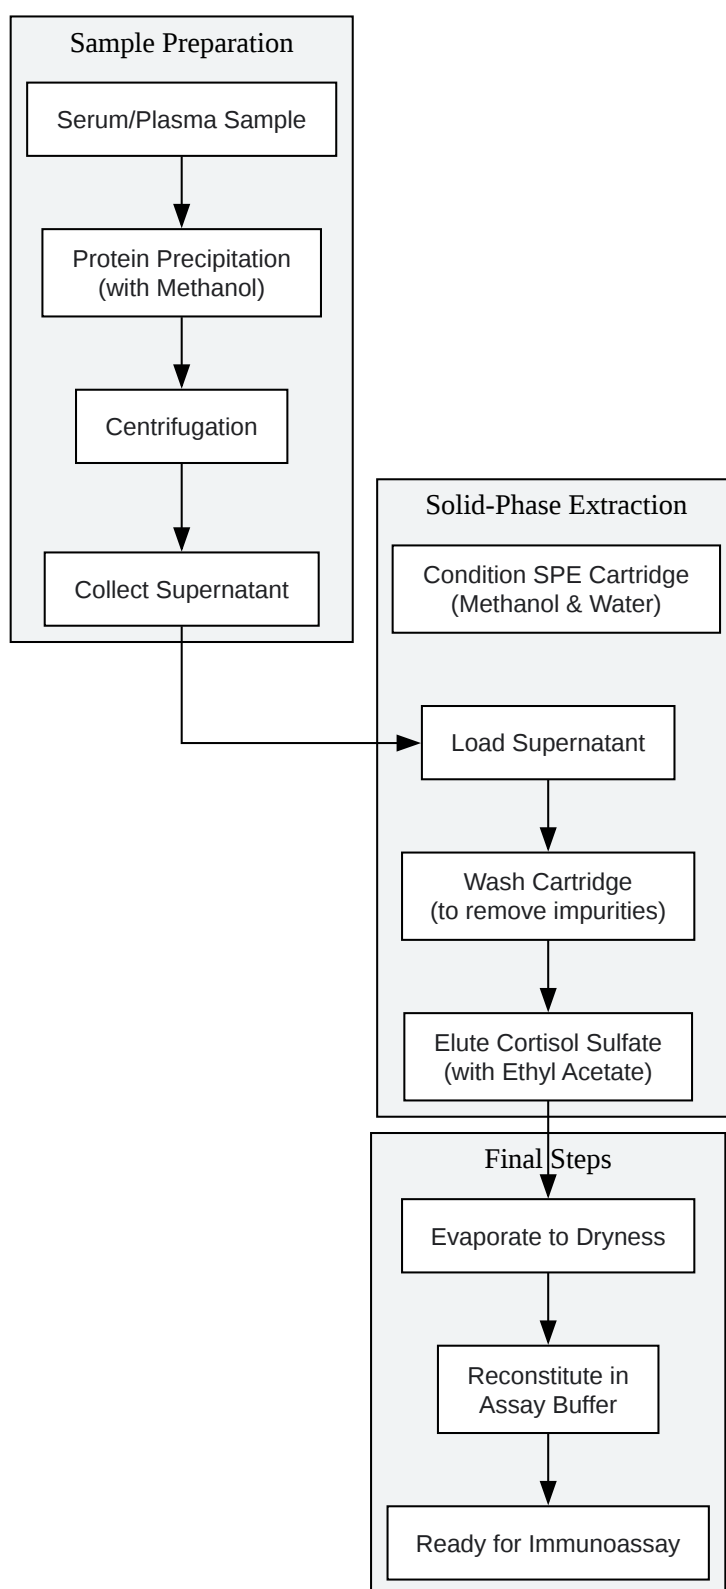 Sample Preparation
Serum/Plasma Sample
Protein Precipitation
(with Methanol)
Centrifugation
Collect Supernatant
Solid-Phase Extraction
Condition SPE Cartridge
(Methanol & Water)
Load Supernatant
Wash Cartridge
(to remove impurities)
Elute Cortisol Sulfate
(with Ethyl Acetate)
Final Steps
Evaporate to Dryness
Reconstitute in
Assay Buffer
Ready for Immunoassay